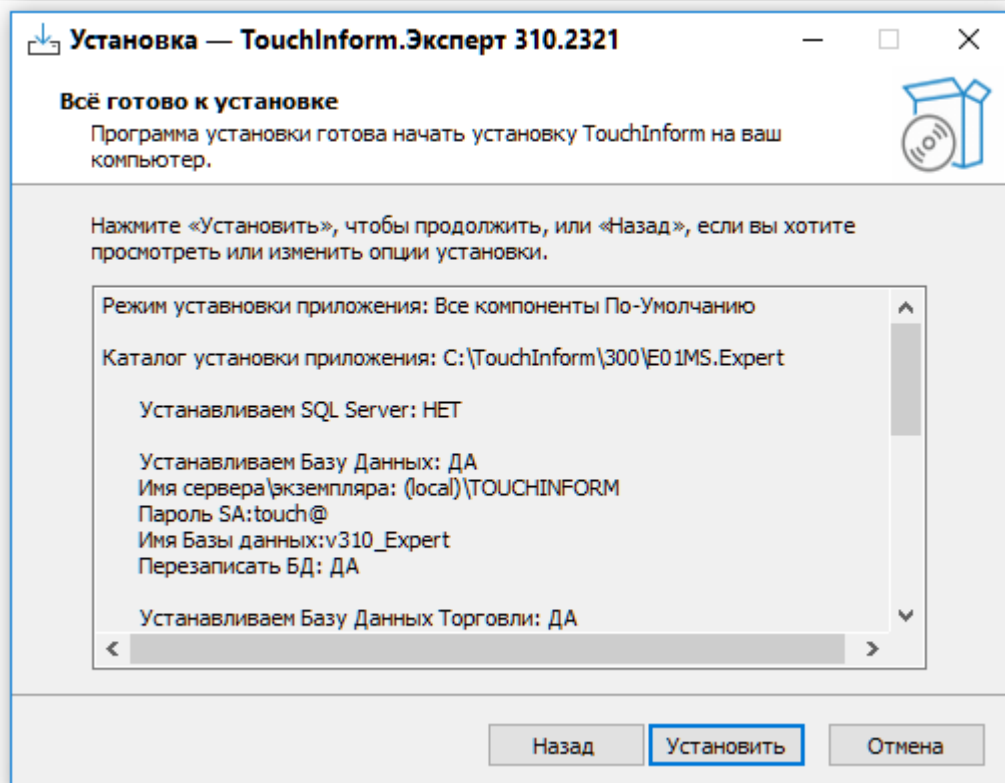 Установка — TouchInform.Эксперт 310.2321
Всё готово к установке
Программа установки готова начать установку TouchInform на ваш
компьютер.
Нажмите «Установить», чтобы продолжить, или «Назад», если вы хотите
просмотреть или изменить опции установки.
Режим уставновки приложения: Все компоненты По-Умолчанию
Каталог установки приложения: C:\TouchInform\300\E01MS.Expert
Устанавливаем SQL Server: НЕТ
Устанавливаем Базу Данных: ДА
Имя сервера\экземпляра: (local)\TOUCHINFORM
Пароль SA:touch@
Имя Базы данных:v310_Expert
Перезаписать БД: ДА
Устанавливаем Базу Данных Торговли: ДА
Назад
Установить
Отмена